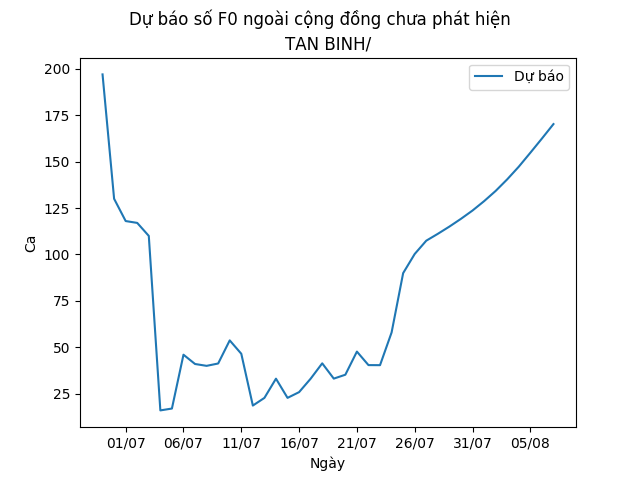 Dự báo số F0 ngoài cộng đồng chưa phát hiện
TAN BINH/
Dự báo
200
175
150
125
100
75
50
25
Ca
01/07 06/07 11/07 16/07 21/07 26/07 31/07 05/08
Ngày